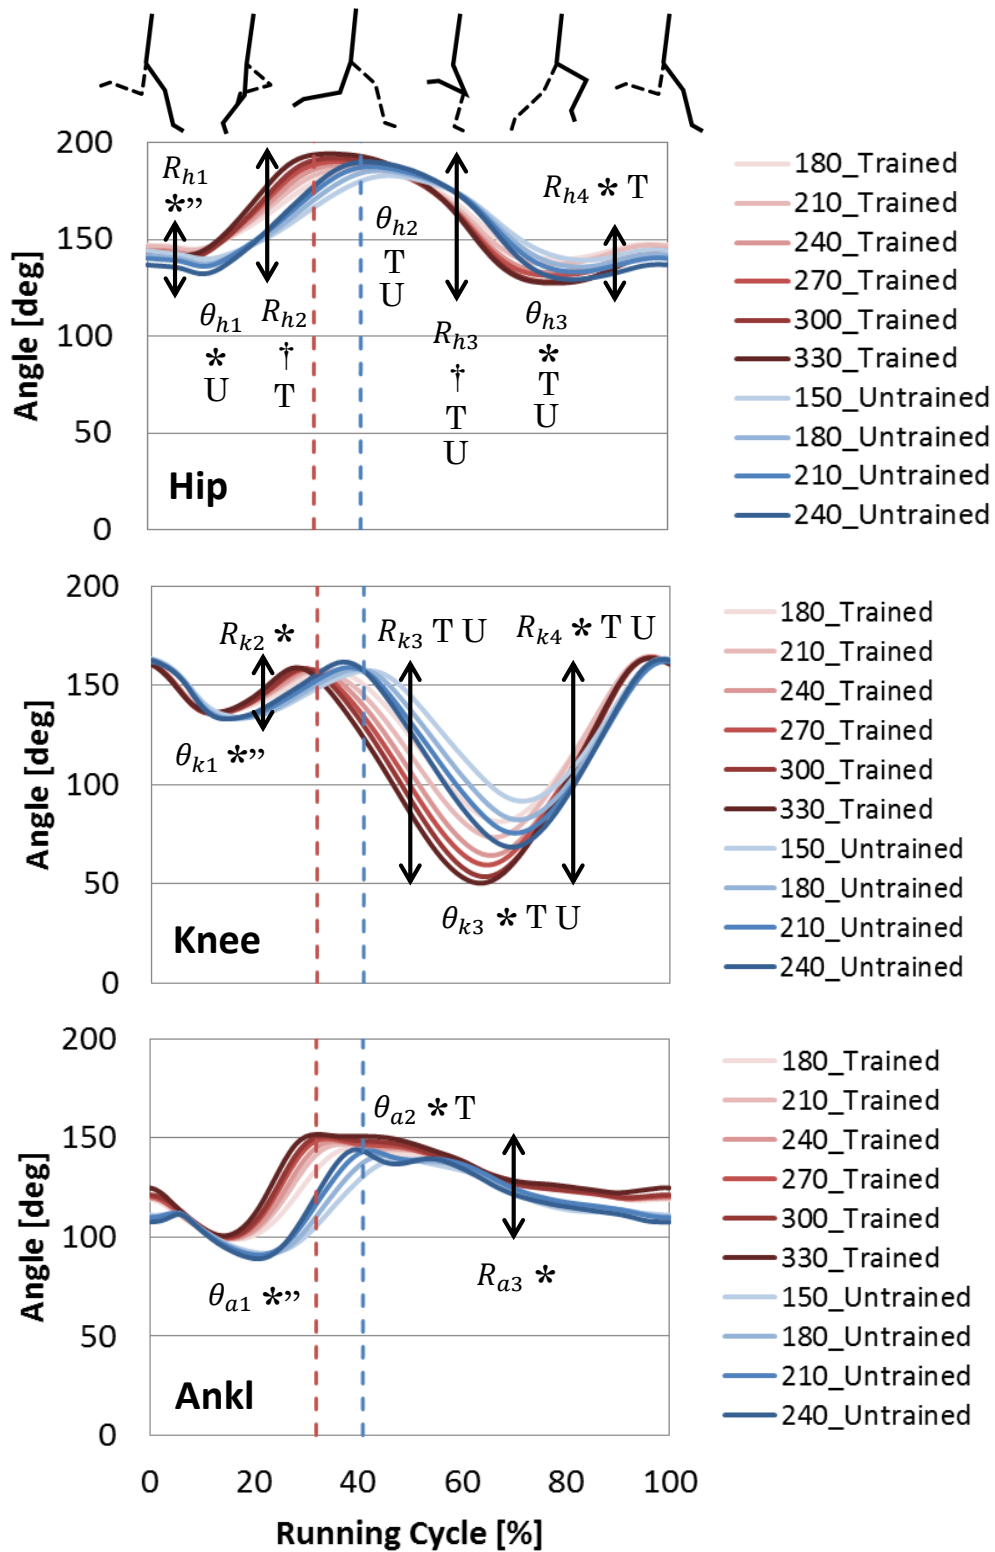 200
150
100
50
0
Angle [deg]
R_h1
*”
θ_h1
*
U
R_h2
†
T
θ_h2
T
U
R_h3
†
T
U
θ_h3
*
T
U
R_h4 * T
Hip
180_Trained
210_Trained
240_Trained
270_Trained
300_Trained
330_Trained
150_Untrained
180_Untrained
210_Untrained
240_Untrained
200
150
100
50
0
Angle [deg]
R_k2 *
R_k3 T U
R_k4 * T U
θ_k1 *”
θ_k3 * T U
Knee
180_Trained
210_Trained
240_Trained
270_Trained
300_Trained
330_Trained
150_Untrained
180_Untrained
210_Untrained
240_Untrained
200
150
100
50
0
Angle [deg]
θ_a2 * T
θ_a1 *”
R_a3 *
Ankl
180_Trained
210_Trained
240_Trained
270_Trained
300_Trained
330_Trained
150_Untrained
180_Untrained
210_Untrained
240_Untrained
0 20 40 60 80 100
Running Cycle [%]